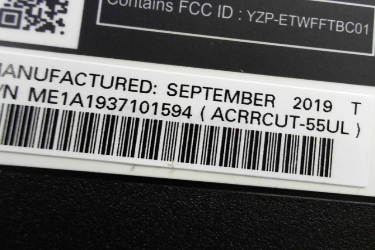 Contains FCC ID : YZP-ETWFFTBC01
MANUFACTURED: SEPTEMBER 2019 T
/N ME1A1937101594 ( ACRRCUT-55UL )